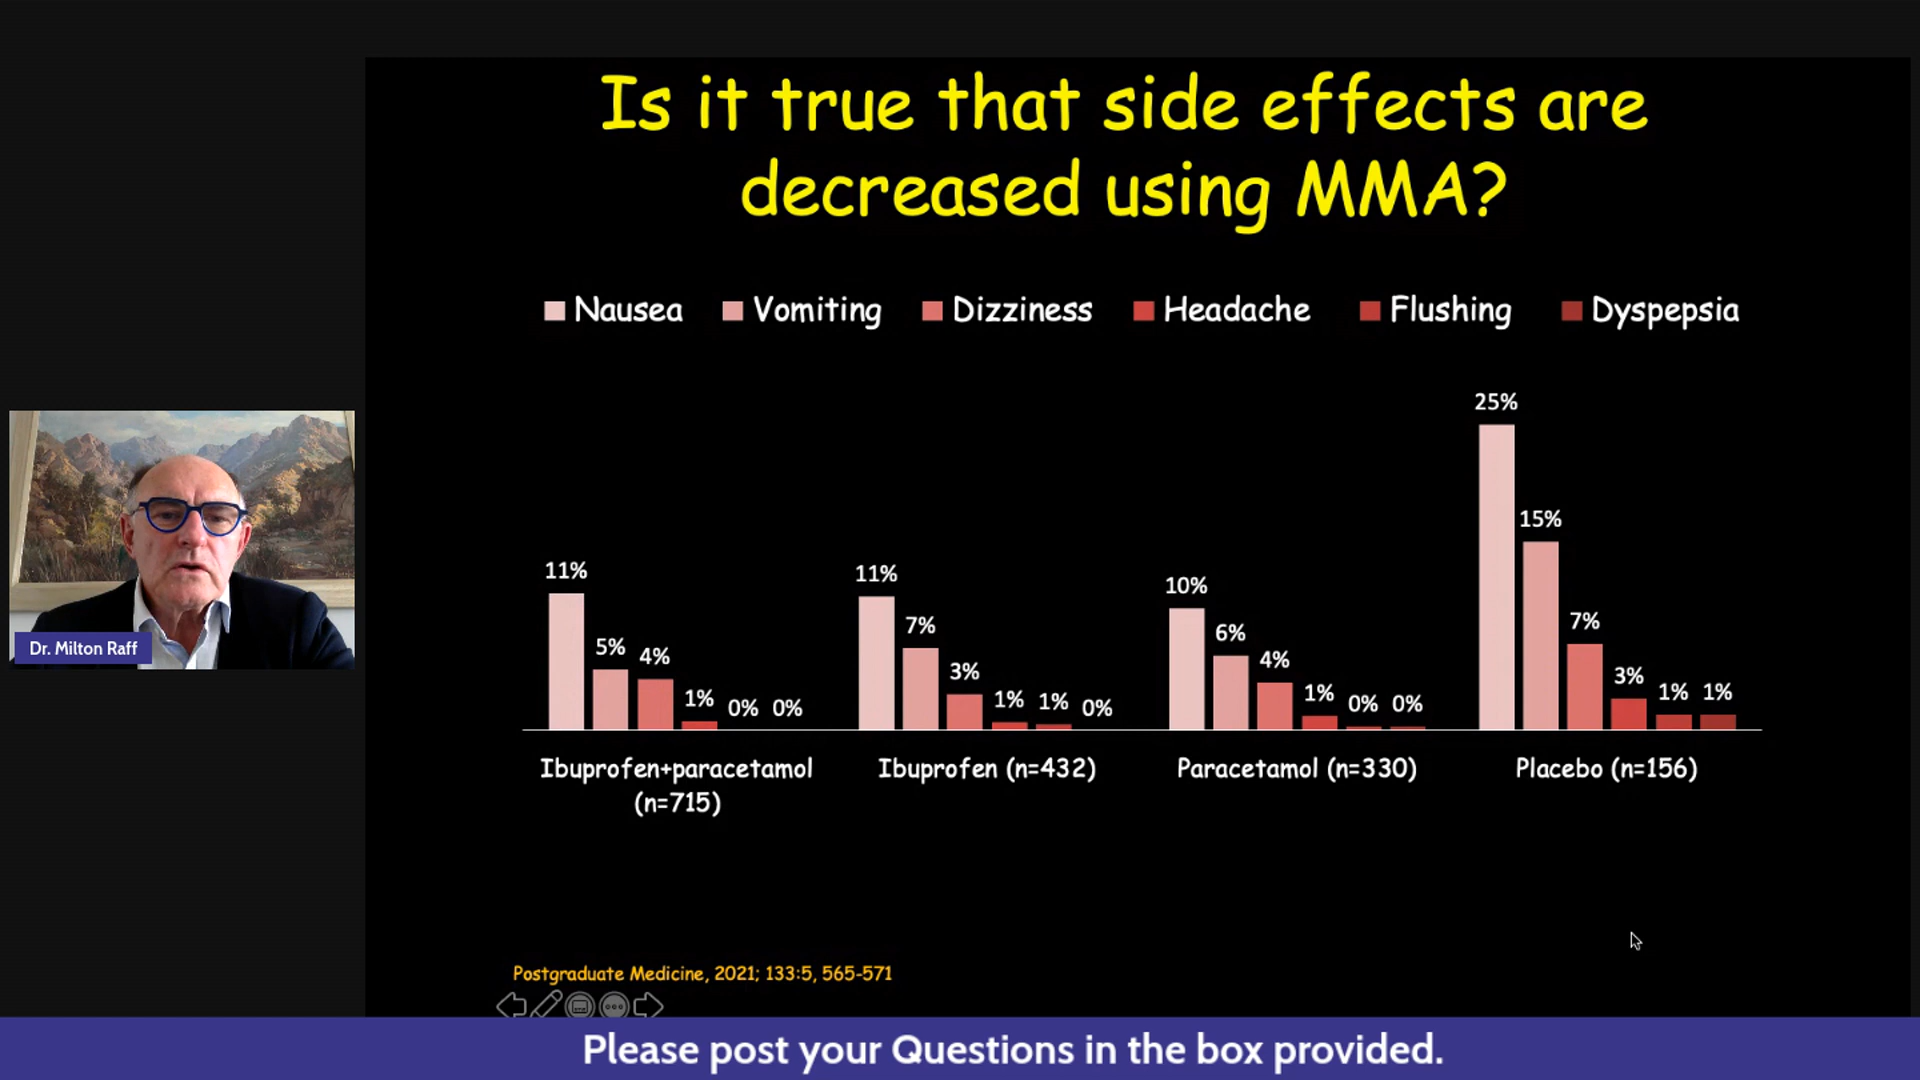 Is it true that side effects are
decreased using MMA?
Nausea Vomiting Dizziness Headache Flushing Dyspepsia
11% 5% 4% 1% 0% 0%
11% 7% 3% 1% 1% 0%
10% 6% 4% 1% 0% 0%
25% 15% 7% 3% 1% 1%
Ibuprofen+paracetamol
(n=715)
Ibuprofen (n=432)
Paracetamol (n=330)
Placebo (n=156)
Dr. Milton Raff
Postgraduate Medicine, 2021; 133:5, 565-571
Please post your Questions in the box provided.